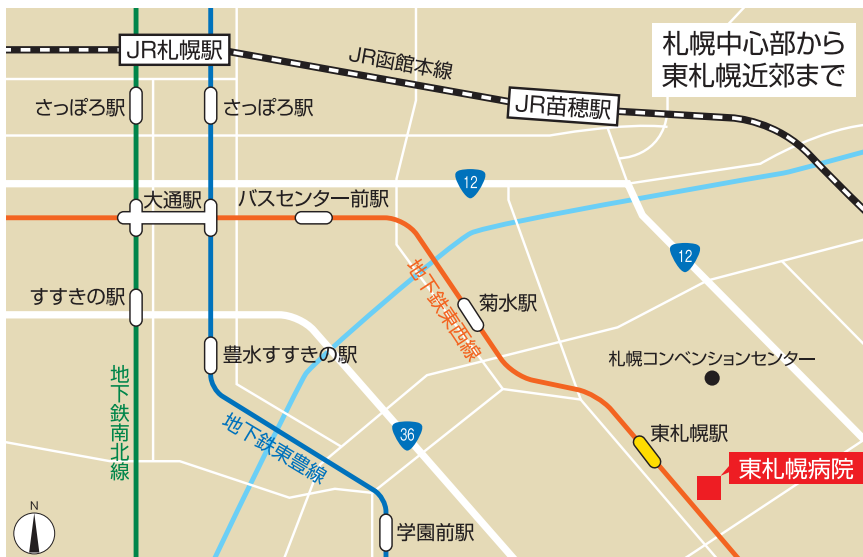 JR札幌駅
JR函館本線
札幌中心部から
東札幌近郊まで
さっぽろ駅
さっぽろ駅
JR苗穂駅
12
大通駅
バスセンター前駅
12
地下鉄東西線
すすきの駅
菊水駅
豊水すすきの駅
札幌コンベンションセンター
地下鉄南北線
地下鉄東豊線
36
東札幌駅
東札幌病院
N
学園前駅